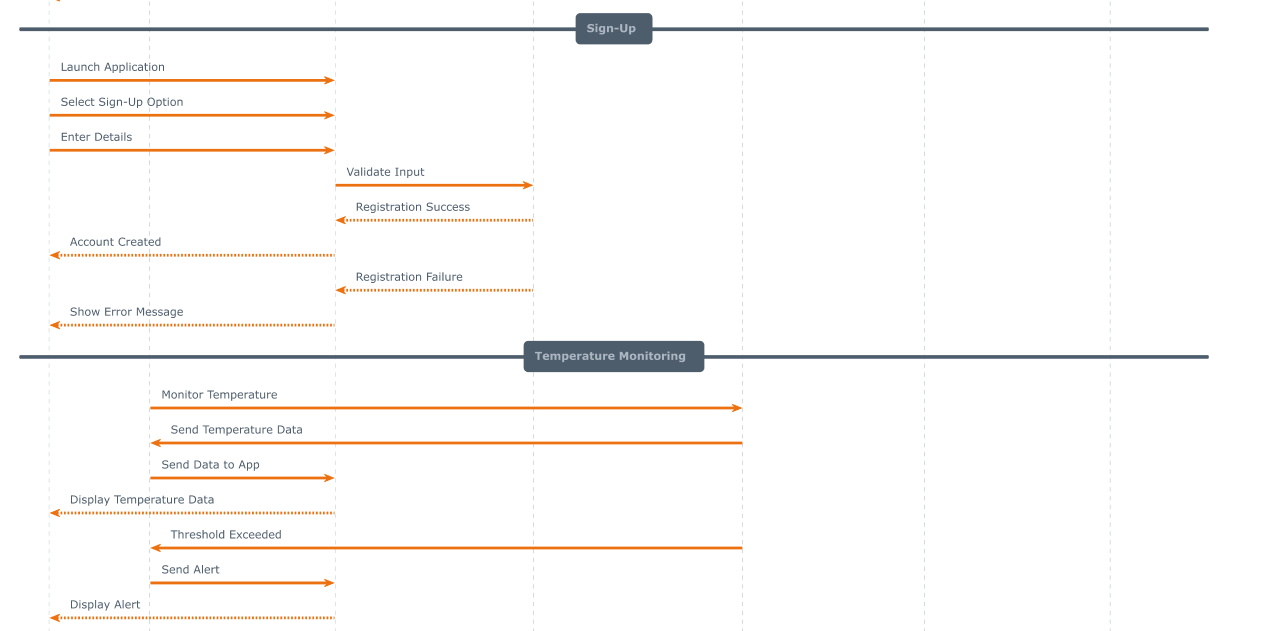 Sign-Up
Launch Application
Select Sign-Up Option
Enter Details
Validate Input
Registration Success
Account Created
Registration Failure
Show Error Message
Temperature Monitoring
Monitor Temperature
Send Temperature Data
Send Data to App
Display Temperature Data
Threshold Exceeded
Send Alert
Display Alert